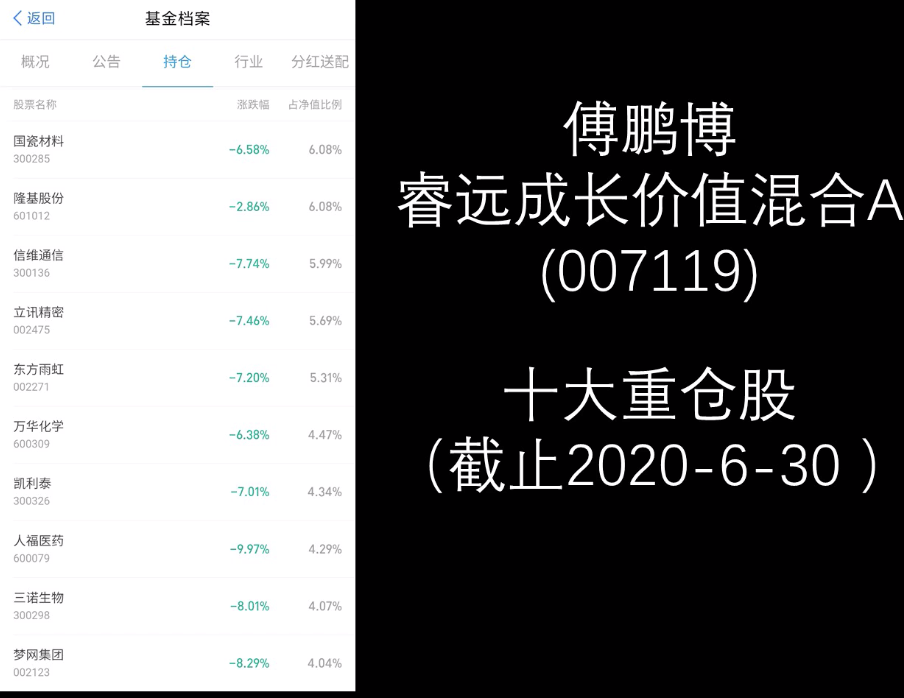 返回
基金档案
概况 公告 持仓 行业 分红送配
股票名称 涨跌幅 占净值比例
国瓷材料
300285
-6.58% 6.08%
隆基股份
601012
-2.86% 6.08%
信维通信
300136
-7.74% 5.99%
立讯精密
002475
-7.46% 5.69%
东方雨虹
002271
-7.20% 5.31%
万华化学
600309
-6.38% 4.47%
凯利泰
300326
-7.01% 4.34%
人福医药
600079
-9.97% 4.29%
三诺生物
300298
-8.01% 4.07%
梦网集团
002123
-8.29% 4.04%
傅鹏博
睿远成长价值混合A
(007119)
十大重仓股
（截止2020-6-30 ）